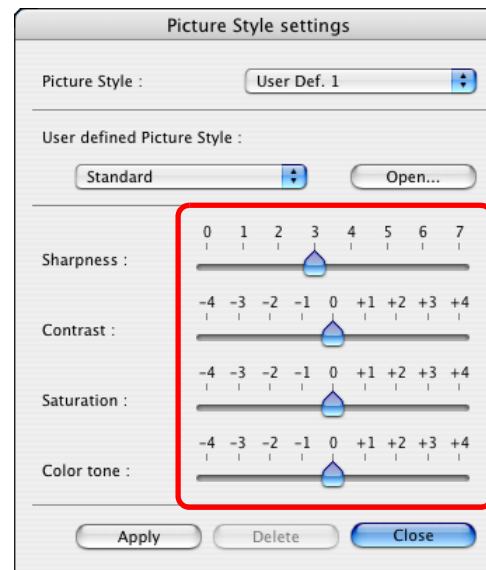 Picture Style settings
Picture Style : User Def. 1
User defined Picture Style :
Standard Open...
0 1 2 3 4 5 6 7
Sharpness :
-4 -3 -2 -1 0 +1 +2 +3 +4
Contrast :
-4 -3 -2 -1 0 +1 +2 +3 +4
Saturation :
-4 -3 -2 -1 0 +1 +2 +3 +4
Color tone :
Apply Delete Close